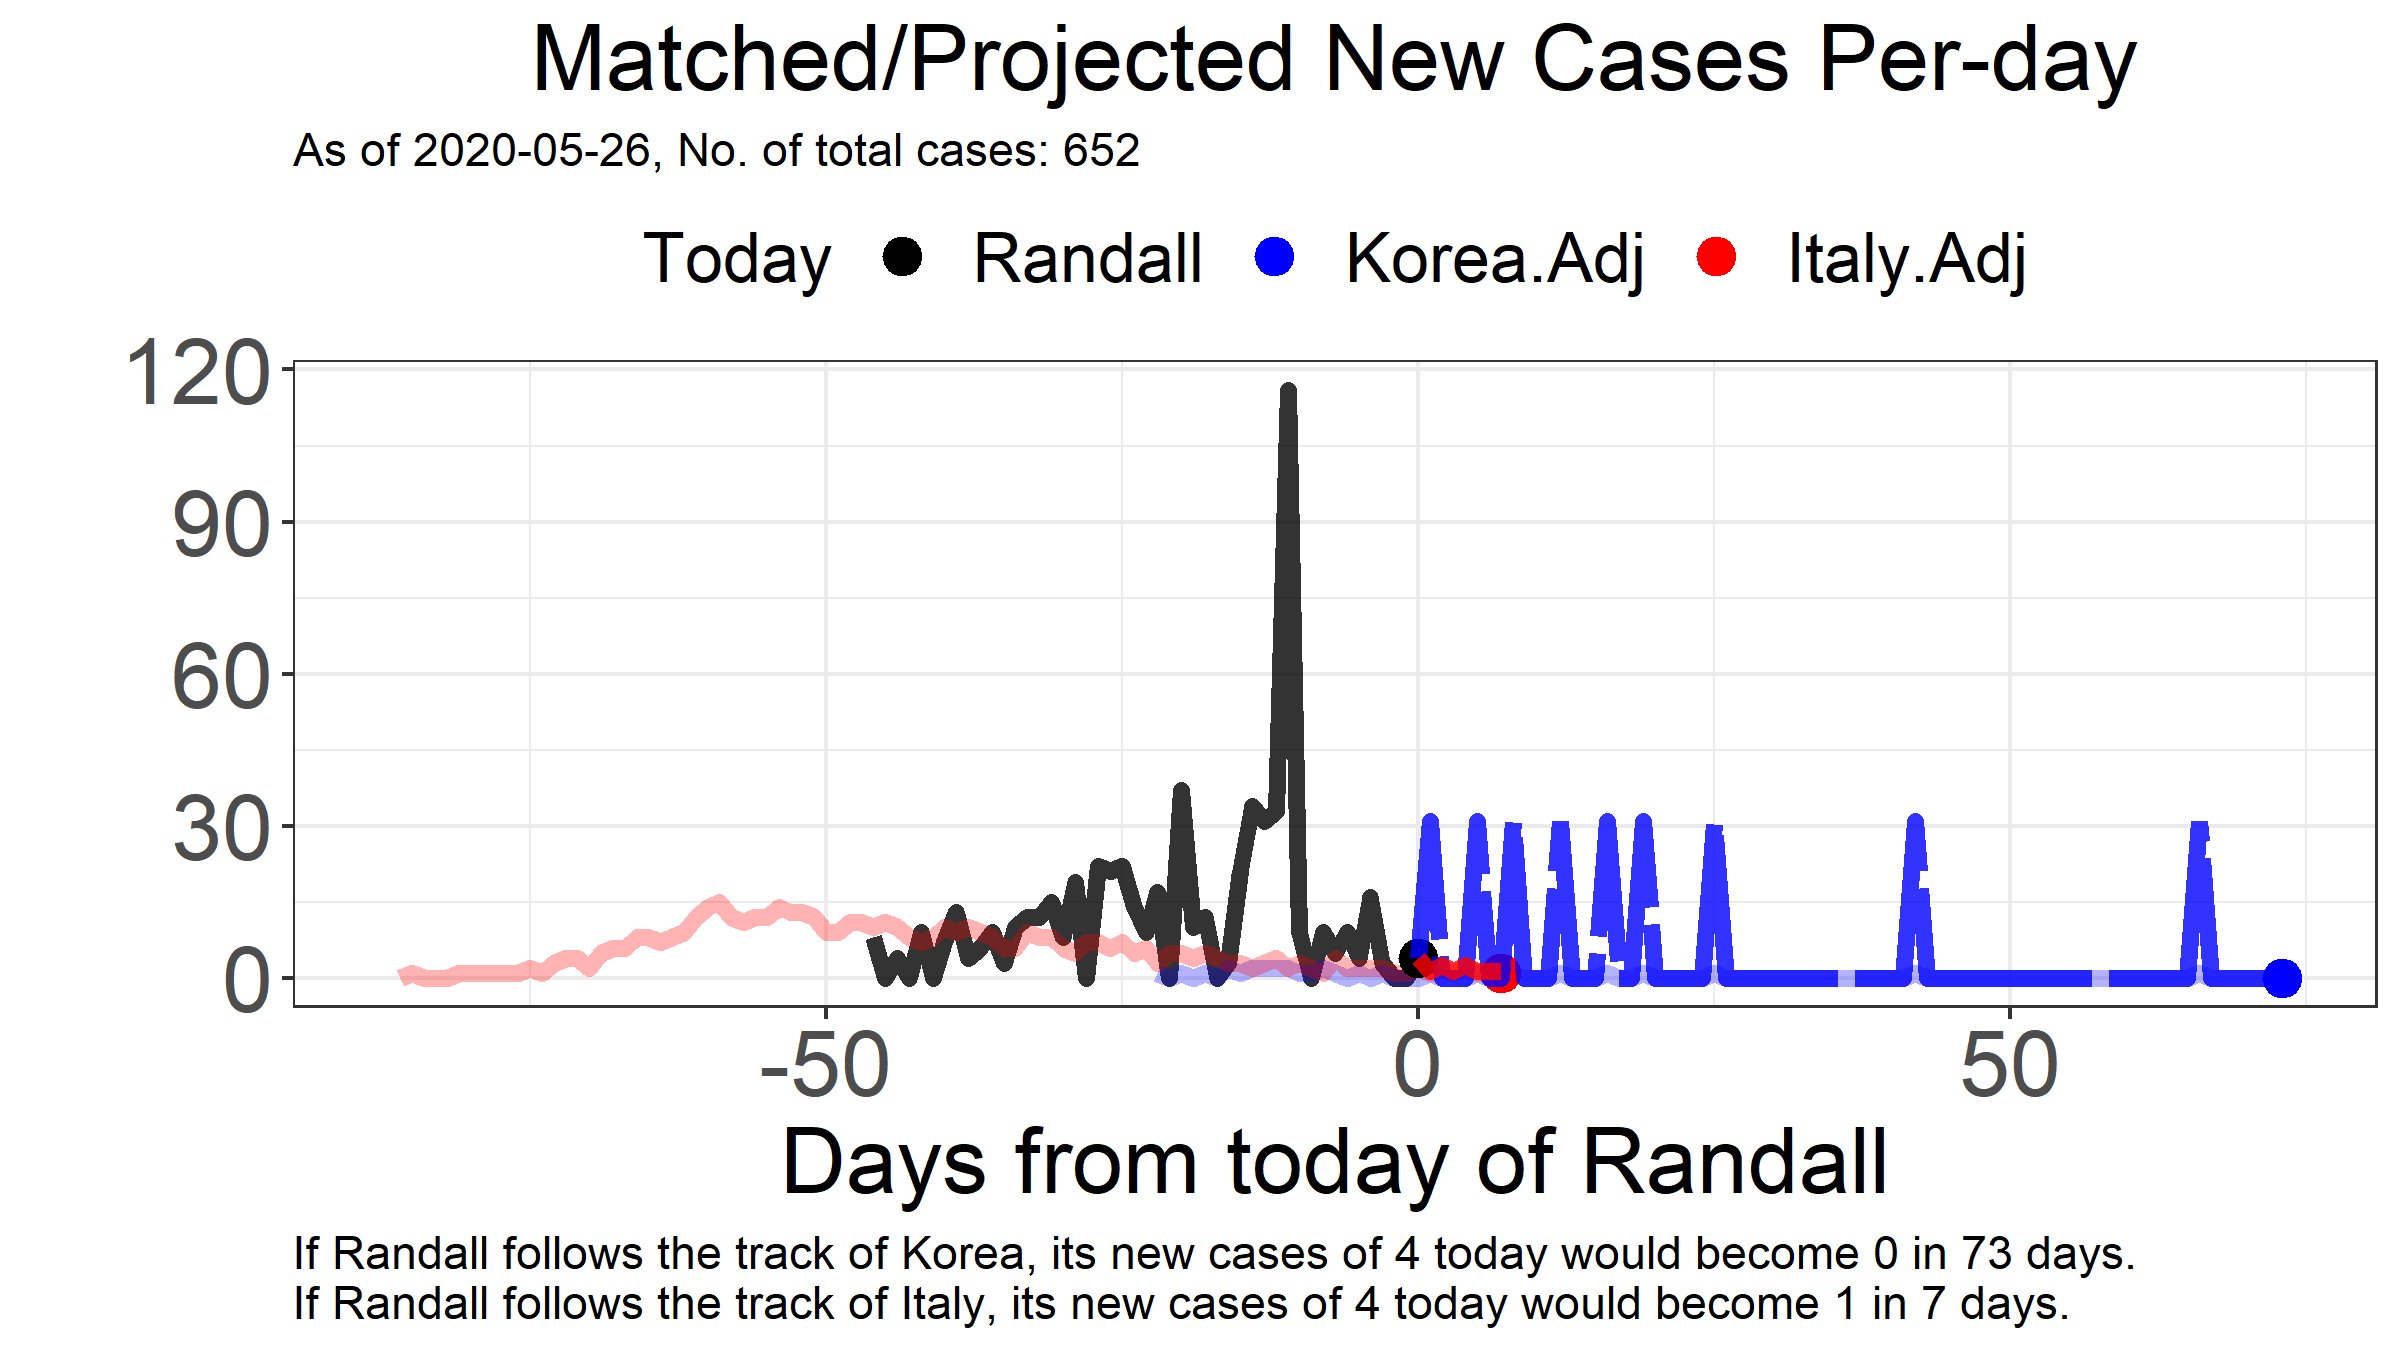 Matched/Projected New Cases Per-day
As of 2020-05-26, No. of total cases: 652
Today Randall Korea.Adj Italy.Adj
120
90
60
30
0
-50 0 50
Days from today of Randall
If Randall follows the track of Korea, its new cases of 4 today would become 0 in 73 days.
If Randall follows the track of Italy, its new cases of 4 today would become 1 in 7 days.